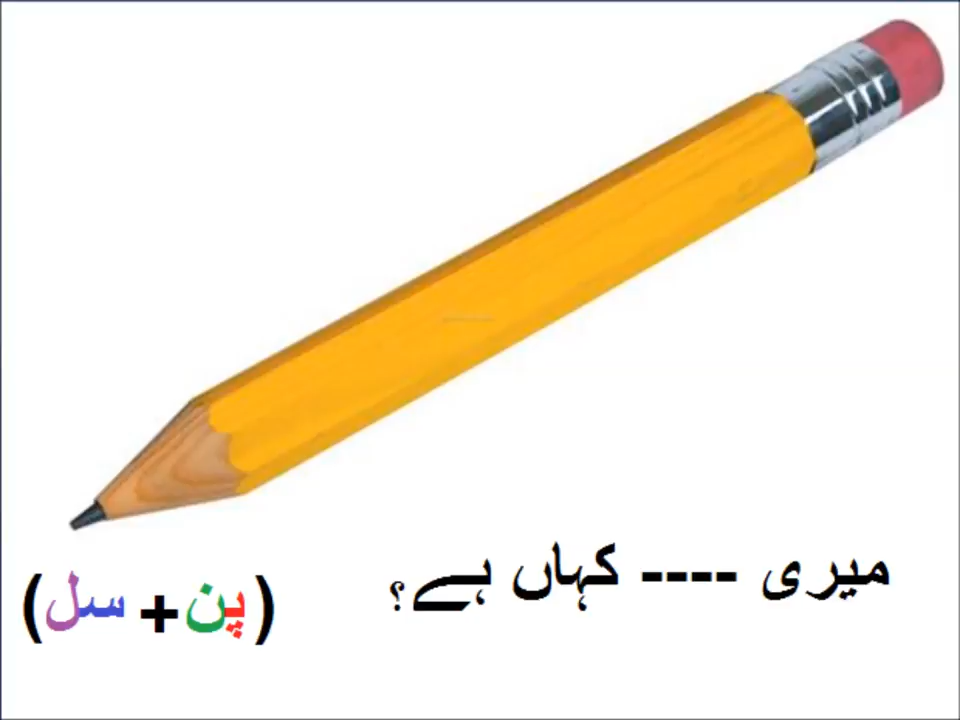 میری ---- کہاں ہے؟
(پن + سل)